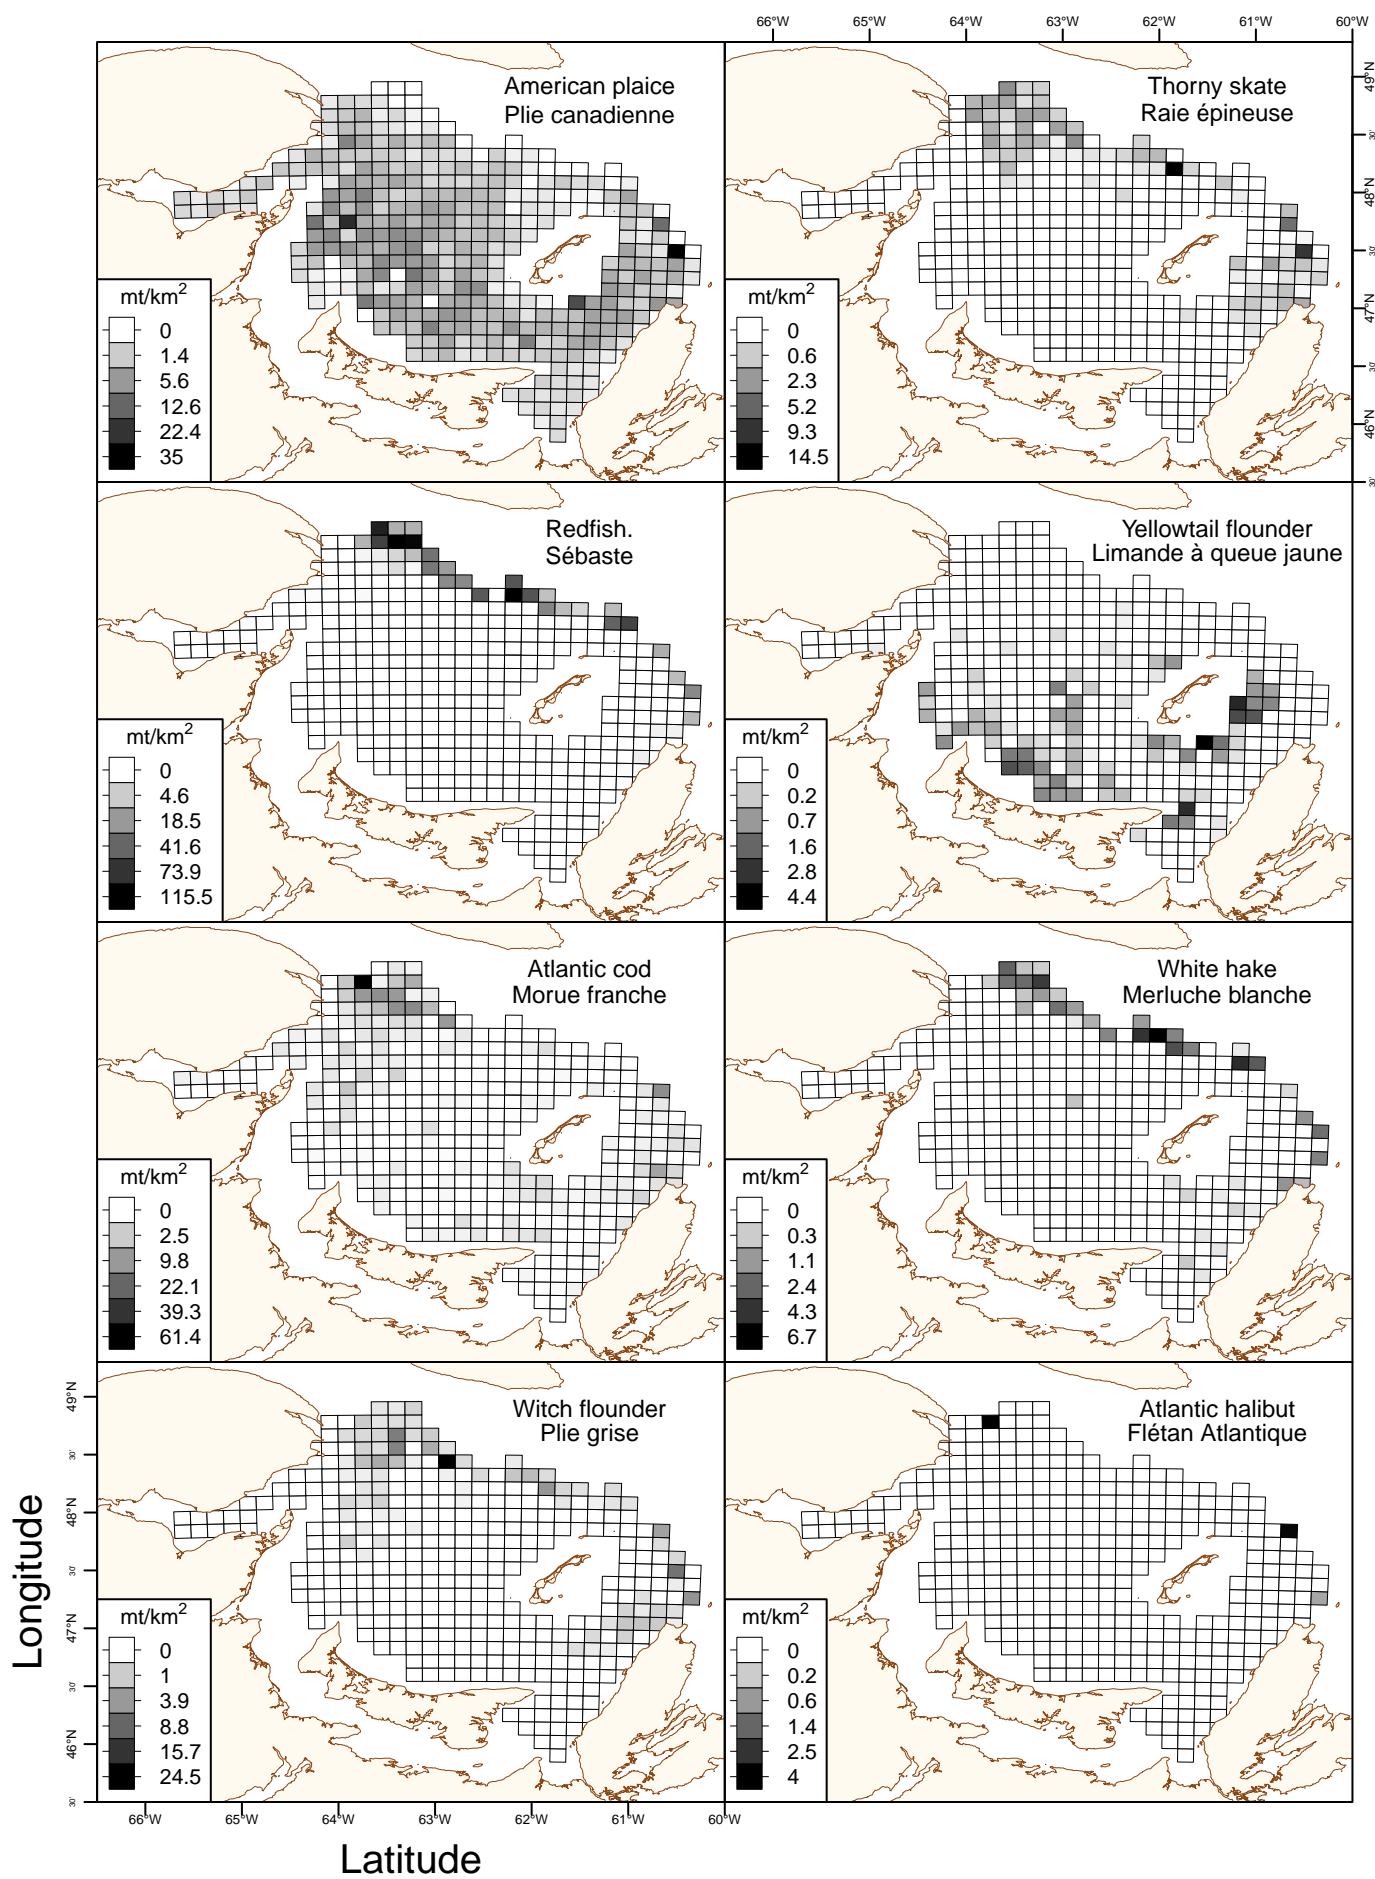 66°W 65°W 64°W 63°W 62°W 61°W 60°W
American plaice
Plie canadienne
mt/km2
0
1.4
5.6
12.6
22.4
35
Thorny skate
Raie épineuse
mt/km2
0
0.6
2.3
5.2
9.3
14.5
49°N
30'
48°N
30'
47°N
30'
46°N
30'
Redfish.
Sébaste
mt/km2
0
4.6
18.5
41.6
73.9
115.5
Yellowtail flounder
Limande à queue jaune
mt/km2
0
0.2
0.7
1.6
2.8
4.4
Atlantic cod
Morue franche
mt/km2
0
2.5
9.8
22.1
39.3
61.4
White hake
Merluche blanche
mt/km2
0
0.3
1.1
2.4
4.3
6.7
Witch flounder
Plie grise
mt/km2
0
1
3.9
8.8
15.7
24.5
Atlantic halibut
Flétan Atlantique
mt/km2
0
0.2
0.6
1.4
2.5
4
49°N
30'
48°N
30'
47°N
30'
46°N
30'
Longitude
66°W 65°W 64°W 63°W 62°W 61°W 60°W
Latitude